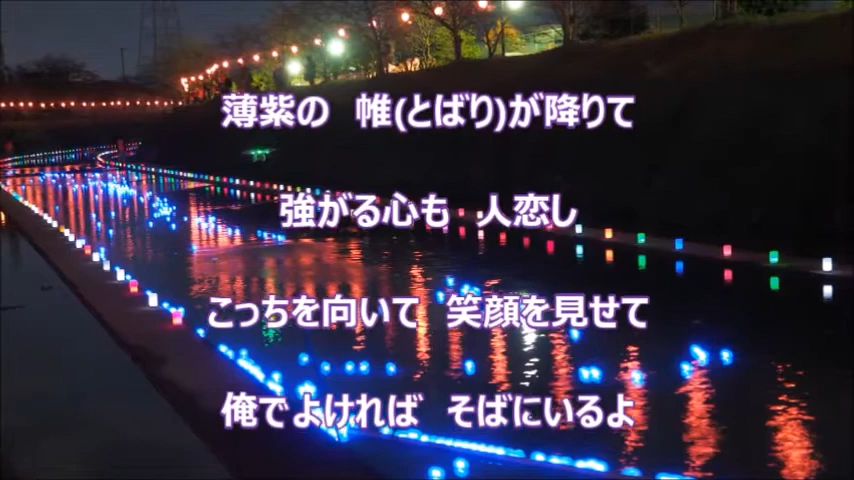 薄紫の　帷(とばり)が降りて
強がる心も　人恋し
こっちを向いて　笑顔を見せて
俺でよければ　そばにいるよ